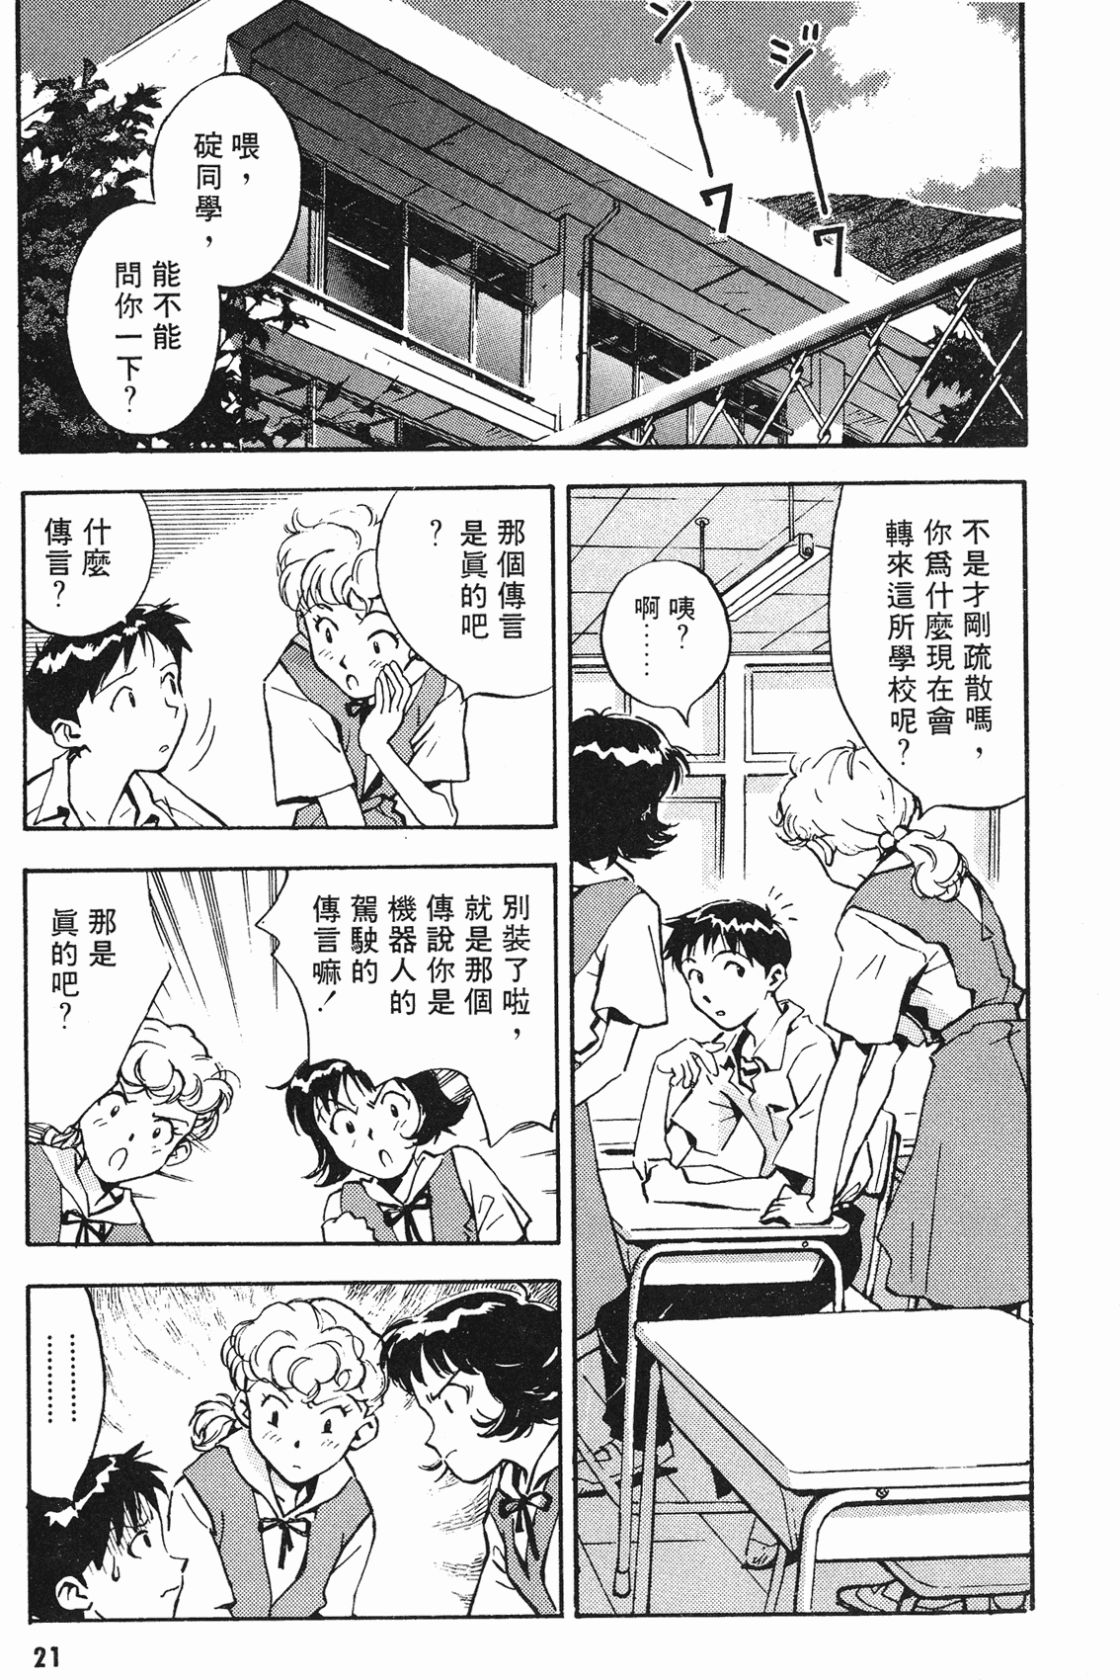 ジワ
ンワ
喂，
碇同學，
能不能
問你一下？
不是才剛疏散嗎，
你爲什麼現在會
轉來這所學校呢？
咦？
啊……
那個傳言
是眞的吧
？
什麼
傳言？
別裝了啦，
就是那個
傳說你是
機器人的
駕駛的
傳言嘛！
那是
眞的吧？
…………
21